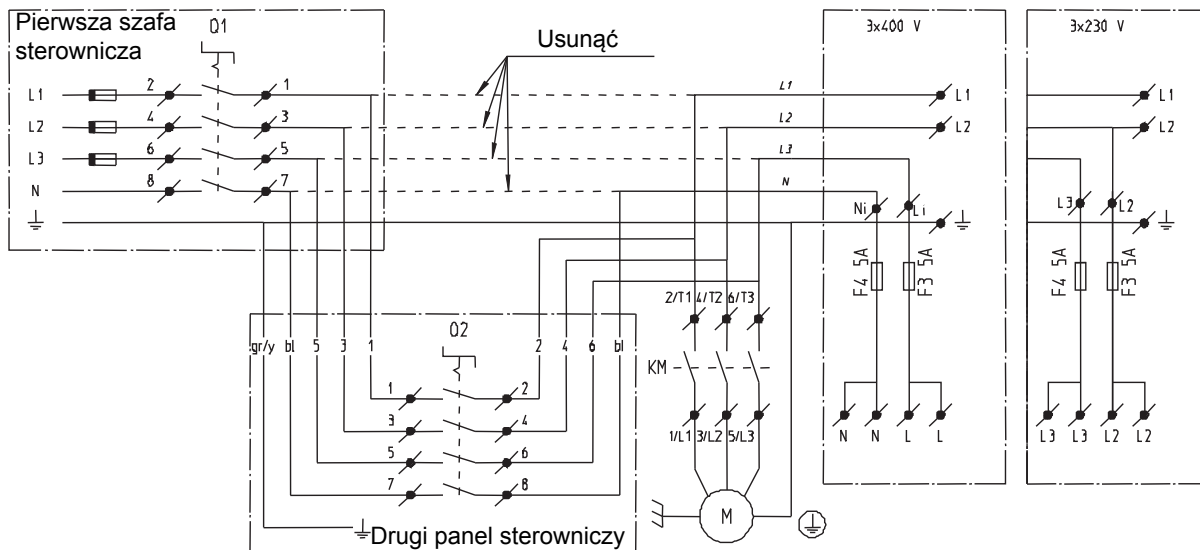 Pierwsza szafa
sterownicza
Q1
Usunąć
3x400 V
3x230 V
L1
2
1
L1
L1
L1
L2
4
3
L2
L2
L2
L3
6
5
L3
N
8
7
N
Ni
Li
L3
L2
F4 5A
F3 5A
F4 5A
F3 5A
2/T1 4/T2 6/T3
Q2
gr/y bl 5 3 1
2 4 6 bl
KM
1
2
3
4
5
6
7
8
1/L1 3/L2 5/L3
N N L L
L3 L3 L2 L2
M
Drugi panel sterowniczy